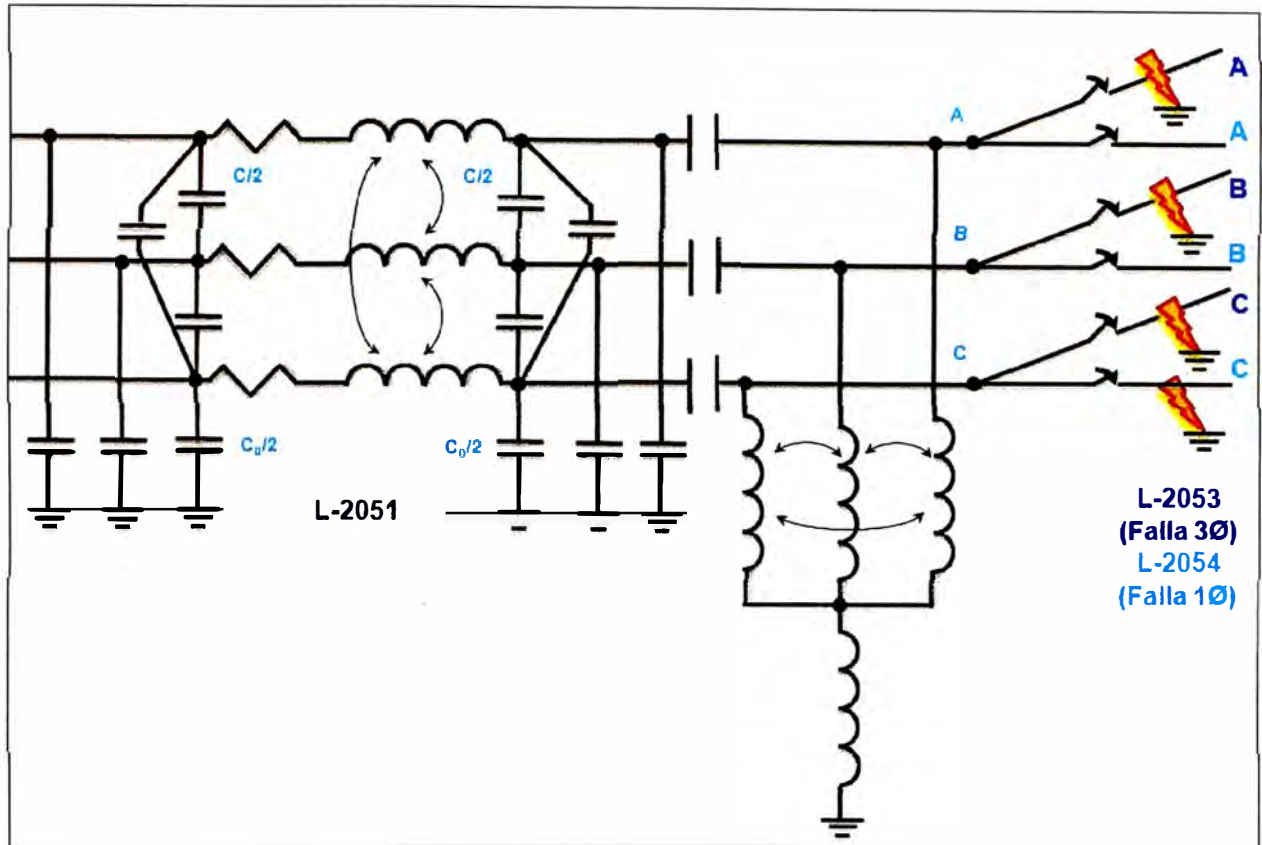 A
A
A
C/2
C/2
B
B
B
C
C
C
C₀/2
C₀/2
L-2051
L-2053
(Falla 3Ø)
L-2054
(Falla 1Ø)